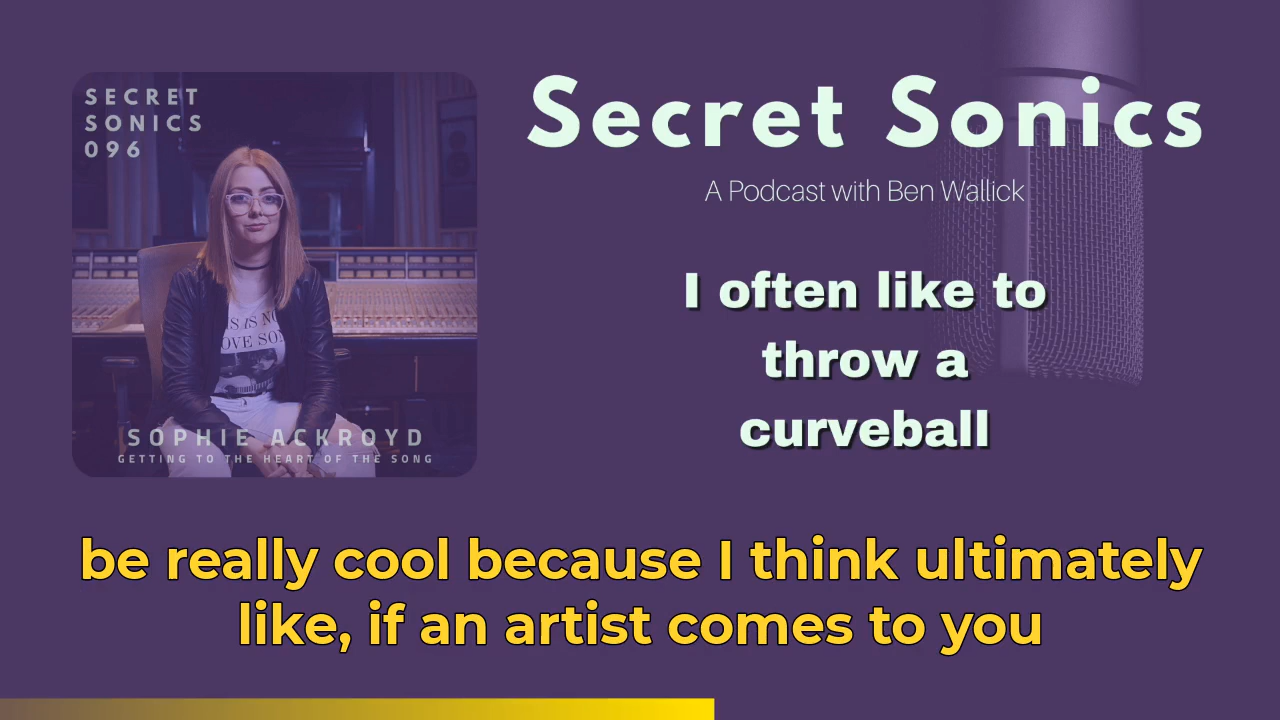 SECRET
SONICS
096
SOPHIE ACKROYD
GETTING TO THE HEART OF THE SONG
Secret Sonics
A Podcast with Ben Wallick
I often like to
throw a
curveball
be really cool because I think ultimately
like, if an artist comes to you